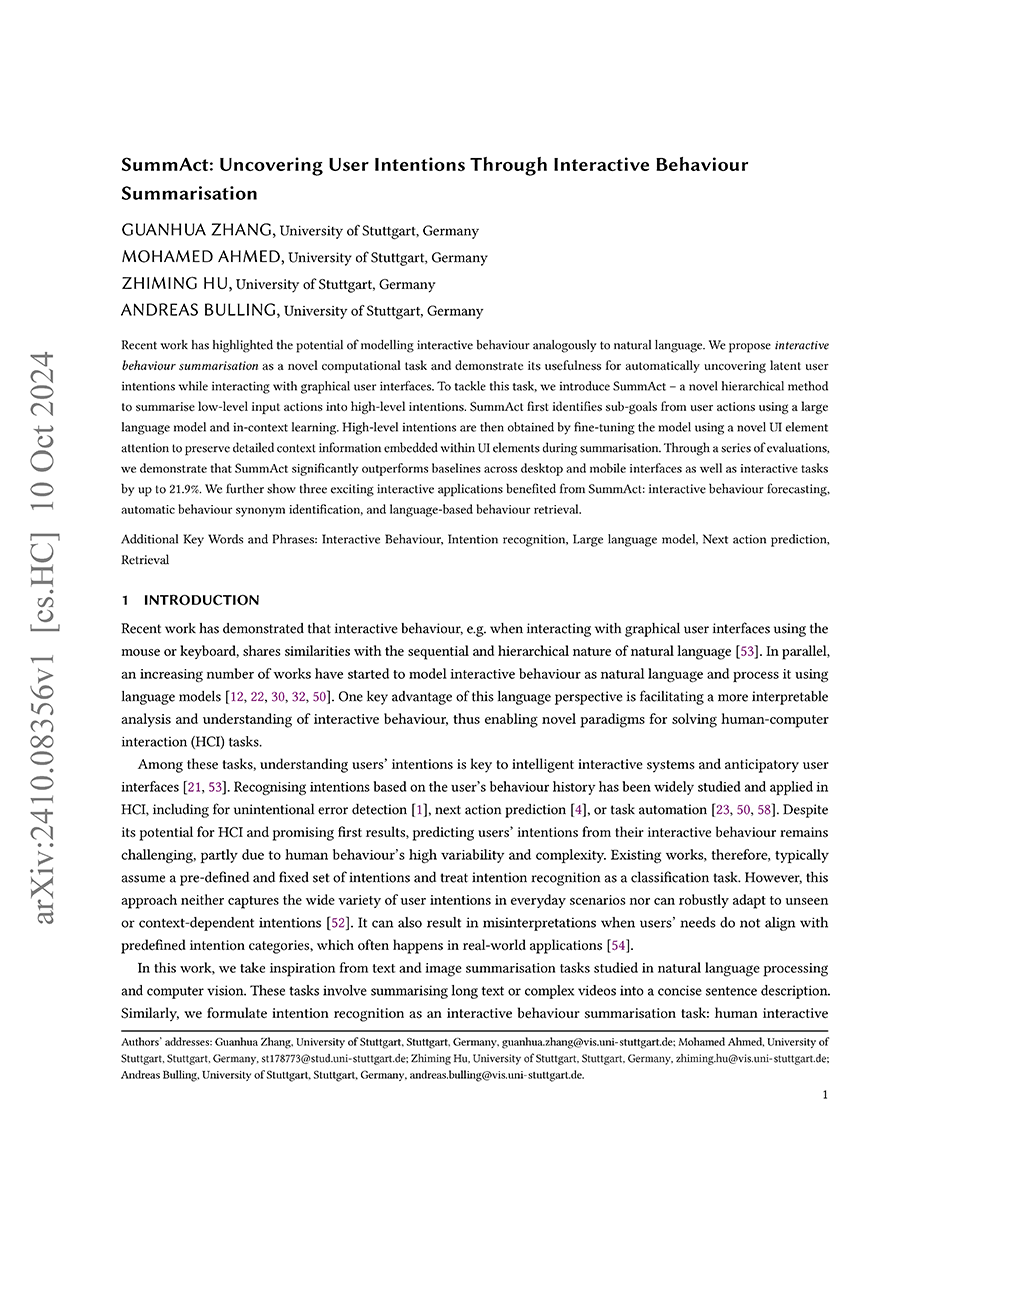 SummAct: Uncovering User Intentions Through Interactive Behaviour
Summarisation
GUANHUA ZHANG, University of Stuttgart, Germany
MOHAMED AHMED, University of Stuttgart, Germany
ZHIMING HU, University of Stuttgart, Germany
ANDREAS BULLING, University of Stuttgart, Germany
Recent work has highlighted the potential of modelling interactive behaviour analogously to natural language. We propose interactive
behaviour summarisation as a novel computational task and demonstrate its usefulness for automatically uncovering latent user
intentions while interacting with graphical user interfaces. To tackle this task, we introduce SummAct – a novel hierarchical method
to summarise low-level input actions into high-level intentions. SummAct first identifies sub-goals from user actions using a large
language model and in-context learning. High-level intentions are then obtained by fine-tuning the model using a novel UI element
attention to preserve detailed context information embedded within UI elements during summarisation. Through a series of evaluations,
we demonstrate that SummAct significantly outperforms baselines across desktop and mobile interfaces as well as interactive tasks
by up to 21.9%. We further show three exciting interactive applications benefited from SummAct: interactive behaviour forecasting,
automatic behaviour synonym identification, and language-based behaviour retrieval.
Additional Key Words and Phrases: Interactive Behaviour, Intention recognition, Large language model, Next action prediction,
Retrieval
1 INTRODUCTION
Recent work has demonstrated that interactive behaviour, e.g. when interacting with graphical user interfaces using the
mouse or keyboard, shares similarities with the sequential and hierarchical nature of natural language [53]. In parallel,
an increasing number of works have started to model interactive behaviour as natural language and process it using
language models [12, 22, 30, 32, 50]. One key advantage of this language perspective is facilitating a more interpretable
analysis and understanding of interactive behaviour, thus enabling novel paradigms for solving human-computer
interaction (HCI) tasks.
Among these tasks, understanding users' intentions is key to intelligent interactive systems and anticipatory user
interfaces [21, 53]. Recognising intentions based on the user's behaviour history has been widely studied and applied in
HCI, including for unintentional error detection [1], next action prediction [4], or task automation [23, 50, 58]. Despite
its potential for HCI and promising first results, predicting users' intentions from their interactive behaviour remains
challenging, partly due to human behaviour's high variability and complexity. Existing works, therefore, typically
assume a pre-defined and fixed set of intentions and treat intention recognition as a classification task. However, this
approach neither captures the wide variety of user intentions in everyday scenarios nor can robustly adapt to unseen
or context-dependent intentions [52]. It can also result in misinterpretations when users' needs do not align with
predefined intention categories, which often happens in real-world applications [54].
In this work, we take inspiration from text and image summarisation tasks studied in natural language processing
and computer vision. These tasks involve summarising long text or complex videos into a concise sentence description.
Similarly, we formulate intention recognition as an interactive behaviour summarisation task: human interactive
Authors' addresses: Guanhua Zhang, University of Stuttgart, Stuttgart, Germany, guanhua.zhang@vis.uni-stuttgart.de; Mohamed Ahmed, University of
Stuttgart, Stuttgart, Germany, st178773@stud.uni-stuttgart.de; Zhiming Hu, University of Stuttgart, Stuttgart, Germany, zhiming.hu@vis.uni-stuttgart.de;
Andreas Bulling, University of Stuttgart, Stuttgart, Germany, andreas.bulling@vis.uni-stuttgart.de.
1
arXiv:2410.08356v1 [cs.HC] 10 Oct 2024